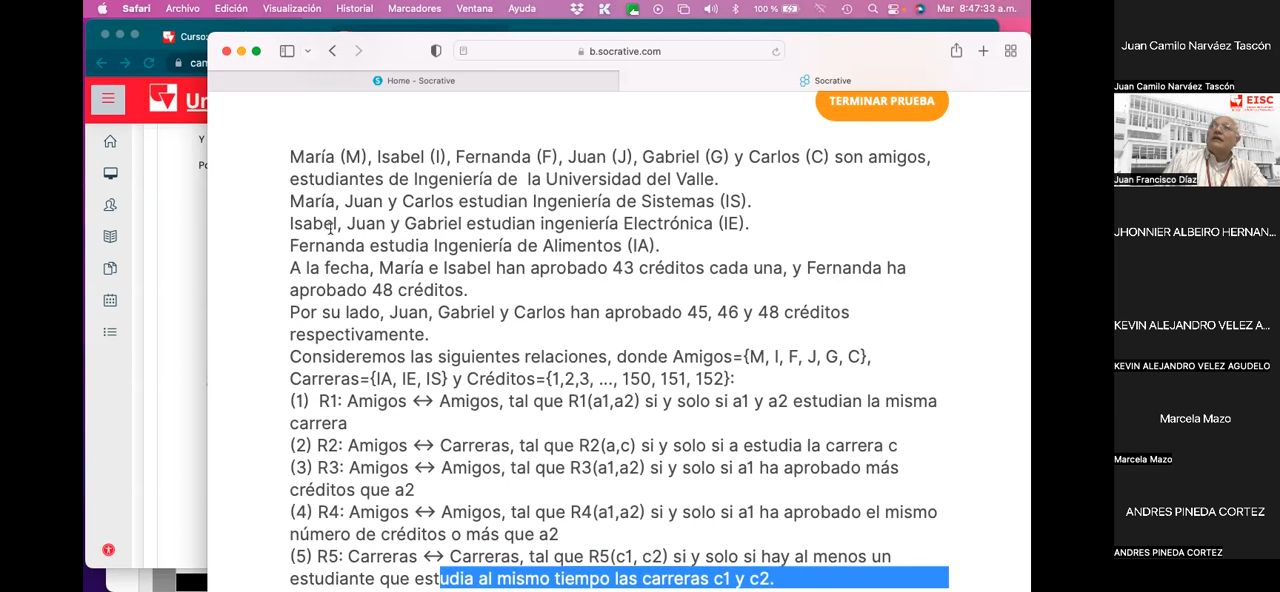 Safari Archivo Edición Visualización Historial Marcadores Ventana Ayuda 100 % Mar 8:47:33 a.m.
Curso:
b.socrative.com
can
Home - Socrative
Socrative
Un
TERMINAR PRUEBA
Y
Po
María (M), Isabel (I), Fernanda (F), Juan (J), Gabriel (G) y Carlos (C) son amigos,
estudiantes de Ingeniería de la Universidad del Valle.
María, Juan y Carlos estudian Ingeniería de Sistemas (IS).
Isabel, Juan y Gabriel estudian ingeniería Electrónica (IE).
Fernanda estudia Ingeniería de Alimentos (IA).
A la fecha, María e Isabel han aprobado 43 créditos cada una, y Fernanda ha
aprobado 48 créditos.
Por su lado, Juan, Gabriel y Carlos han aprobado 45, 46 y 48 créditos
respectivamente.
Consideremos las siguientes relaciones, donde Amigos={M, I, F, J, G, C},
Carreras={IA, IE, IS} y Créditos={1,2,3, ..., 150, 151, 152}:
(1) R1: Amigos ↔ Amigos, tal que R1(a1,a2) si y solo si a1 y a2 estudian la misma
carrera
(2) R2: Amigos ↔ Carreras, tal que R2(a,c) si y solo si a estudia la carrera c
(3) R3: Amigos ↔ Amigos, tal que R3(a1,a2) si y solo si a1 ha aprobado más
créditos que a2
(4) R4: Amigos ↔ Amigos, tal que R4(a1,a2) si y solo si a1 ha aprobado el mismo
número de créditos o más que a2
(5) R5: Carreras ↔ Carreras, tal que R5(c1, c2) si y solo si hay al menos un
estudiante que estudia al mismo tiempo las carreras c1 y c2.
Juan Camilo Narváez Tascón
Juan Camilo Narváez Tascón
EISC
Juan Francisco Díaz
JHONNIER ALBEIRO HERNAN...
KEVIN ALEJANDRO VELEZ A...
KEVIN ALEJANDRO VELEZ AGUDELO
Marcela Mazo
Marcela Mazo
ANDRES PINEDA CORTEZ
ANDRES PINEDA CORTEZ